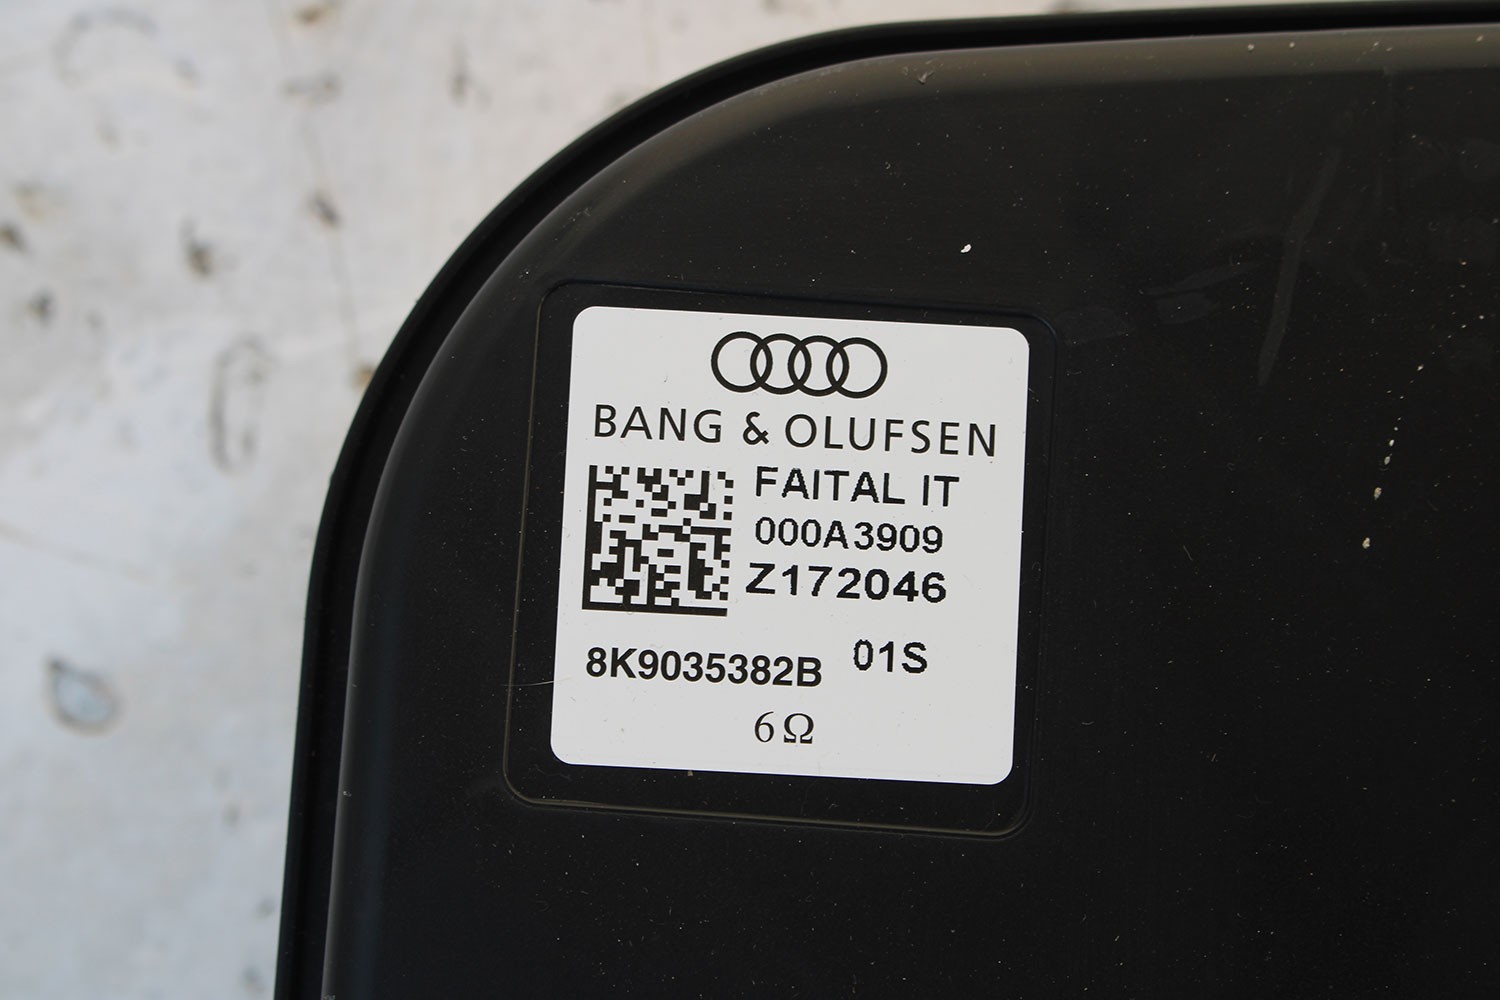 BANG & OLUFSEN
FAITAL IT
000A3909
Z172046
8K9035382B 01S
6Ω